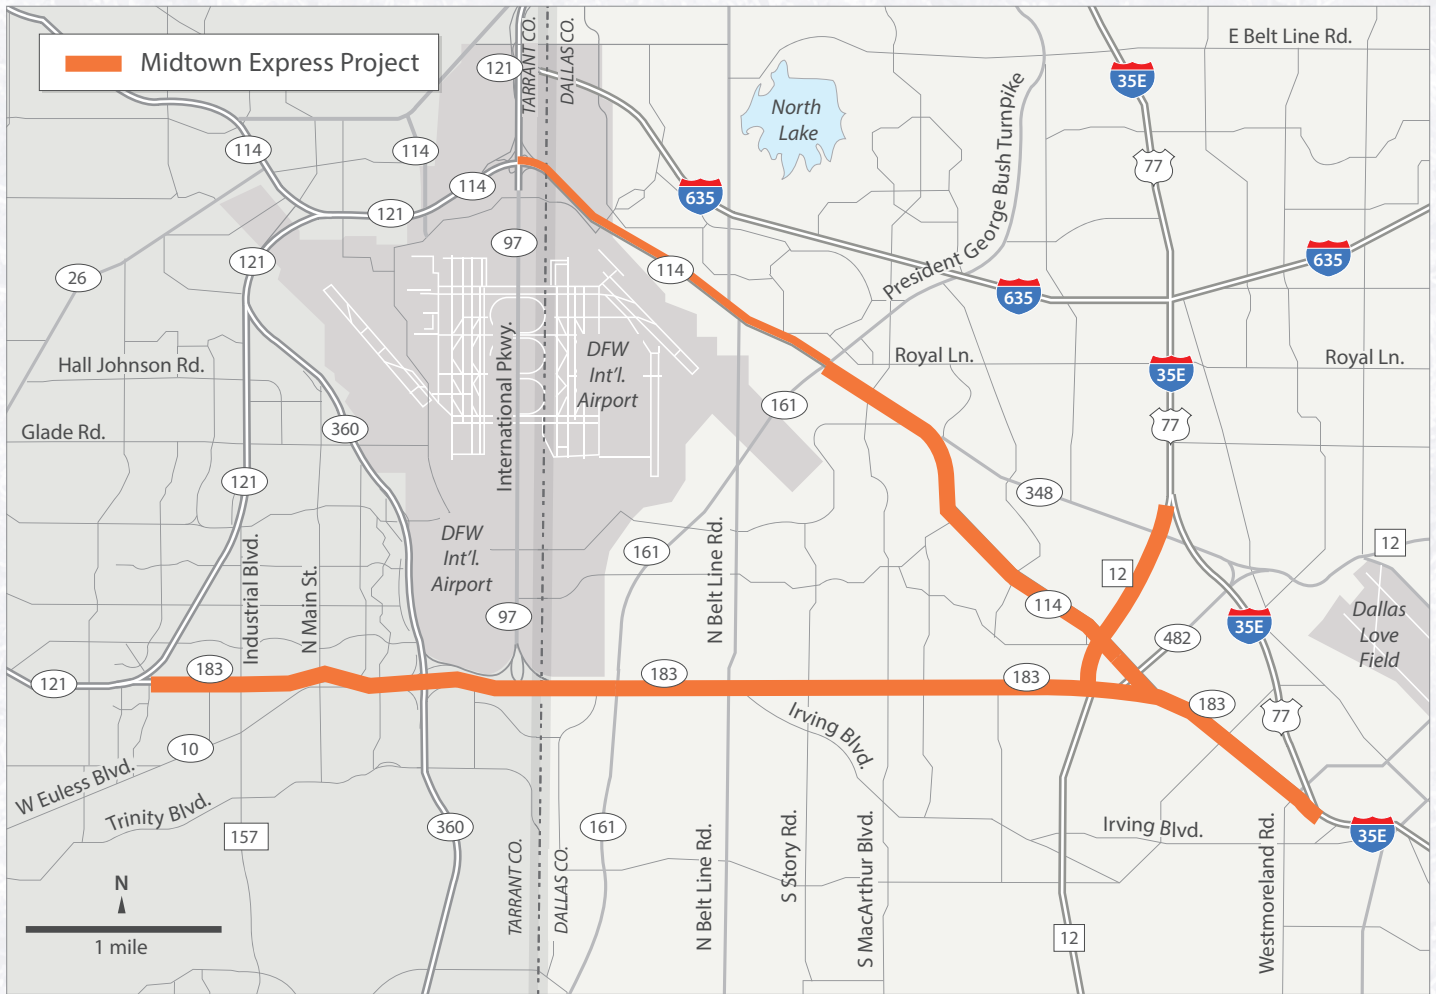 Midtown Express Project
E Belt Line Rd.
121
TARRANT CO.
DALLAS CO.
35E
North
Lake
President George Bush Turnpike
114
114
77
114
635
121
97
121
26
114
635
635
International Pkwy.
DFW
Int'l.
Airport
Hall Johnson Rd.
Royal Ln.
Royal Ln.
35E
161
Glade Rd.
360
77
121
348
DFW
Int'l.
Airport
161
N Belt Line Rd.
12
Industrial Blvd.
N Main St.
12
97
114
35E
Dallas
Love
Field
482
121
183
183
183
183
77
Irving Blvd.
10
W Euless Blvd.
Trinity Blvd.
157
360
161
Irving Blvd.
35E
TARRANT CO.
DALLAS CO.
N Belt Line Rd.
S Story Rd.
S MacArthur Blvd.
Westmoreland Rd.
N
1 mile
12